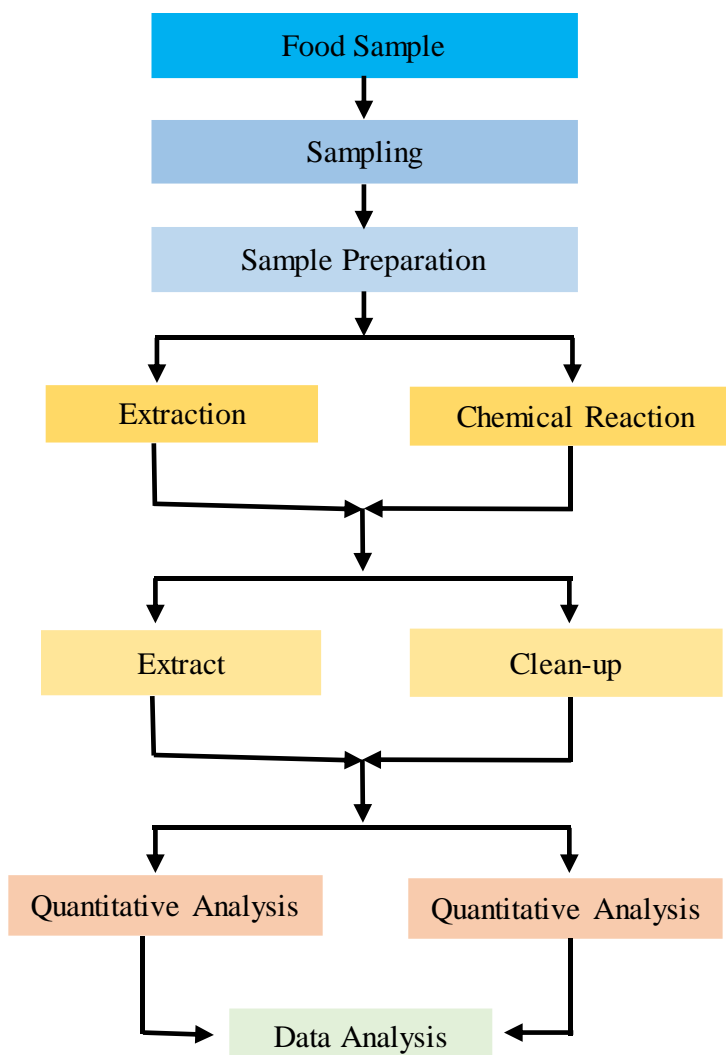 Food Sample
Sampling
Sample Preparation
Extraction
Chemical Reaction
Extract
Clean-up
Quantitative Analysis
Quantitative Analysis
Data Analysis